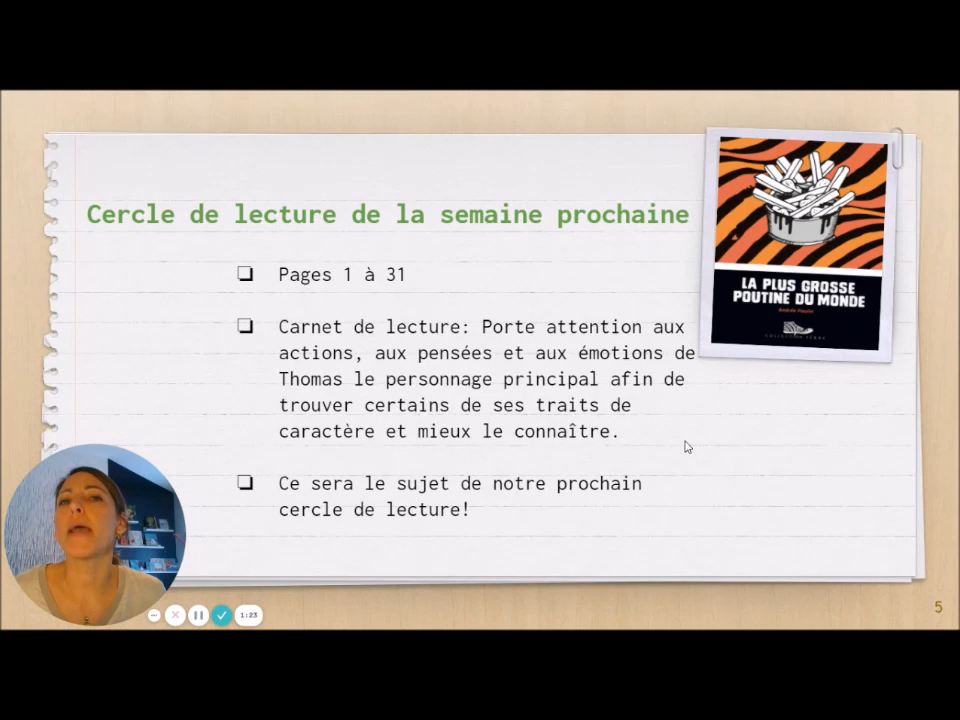 Cercle de lecture de la semaine prochaine
Pages 1 à 31
Carnet de lecture: Porte attention aux
actions, aux pensées et aux émotions de
Thomas le personnage principal afin de
trouver certains de ses traits de
caractère et mieux le connaître.
Ce sera le sujet de notre prochain
cercle de lecture!
LA PLUS GROSSE
POUTINE DU MONDE
Andrée Poulin
1:23
5